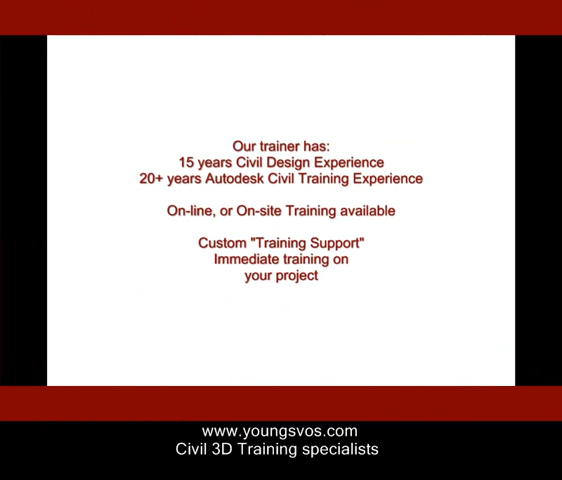 Our trainer has:
15 years Civil Design Experience
20+ years Autodesk Civil Training Experience
On-line, or On-site Training available
Custom "Training Support"
Immediate training on
your project
www.youngsvos.com
Civil 3D Training specialists